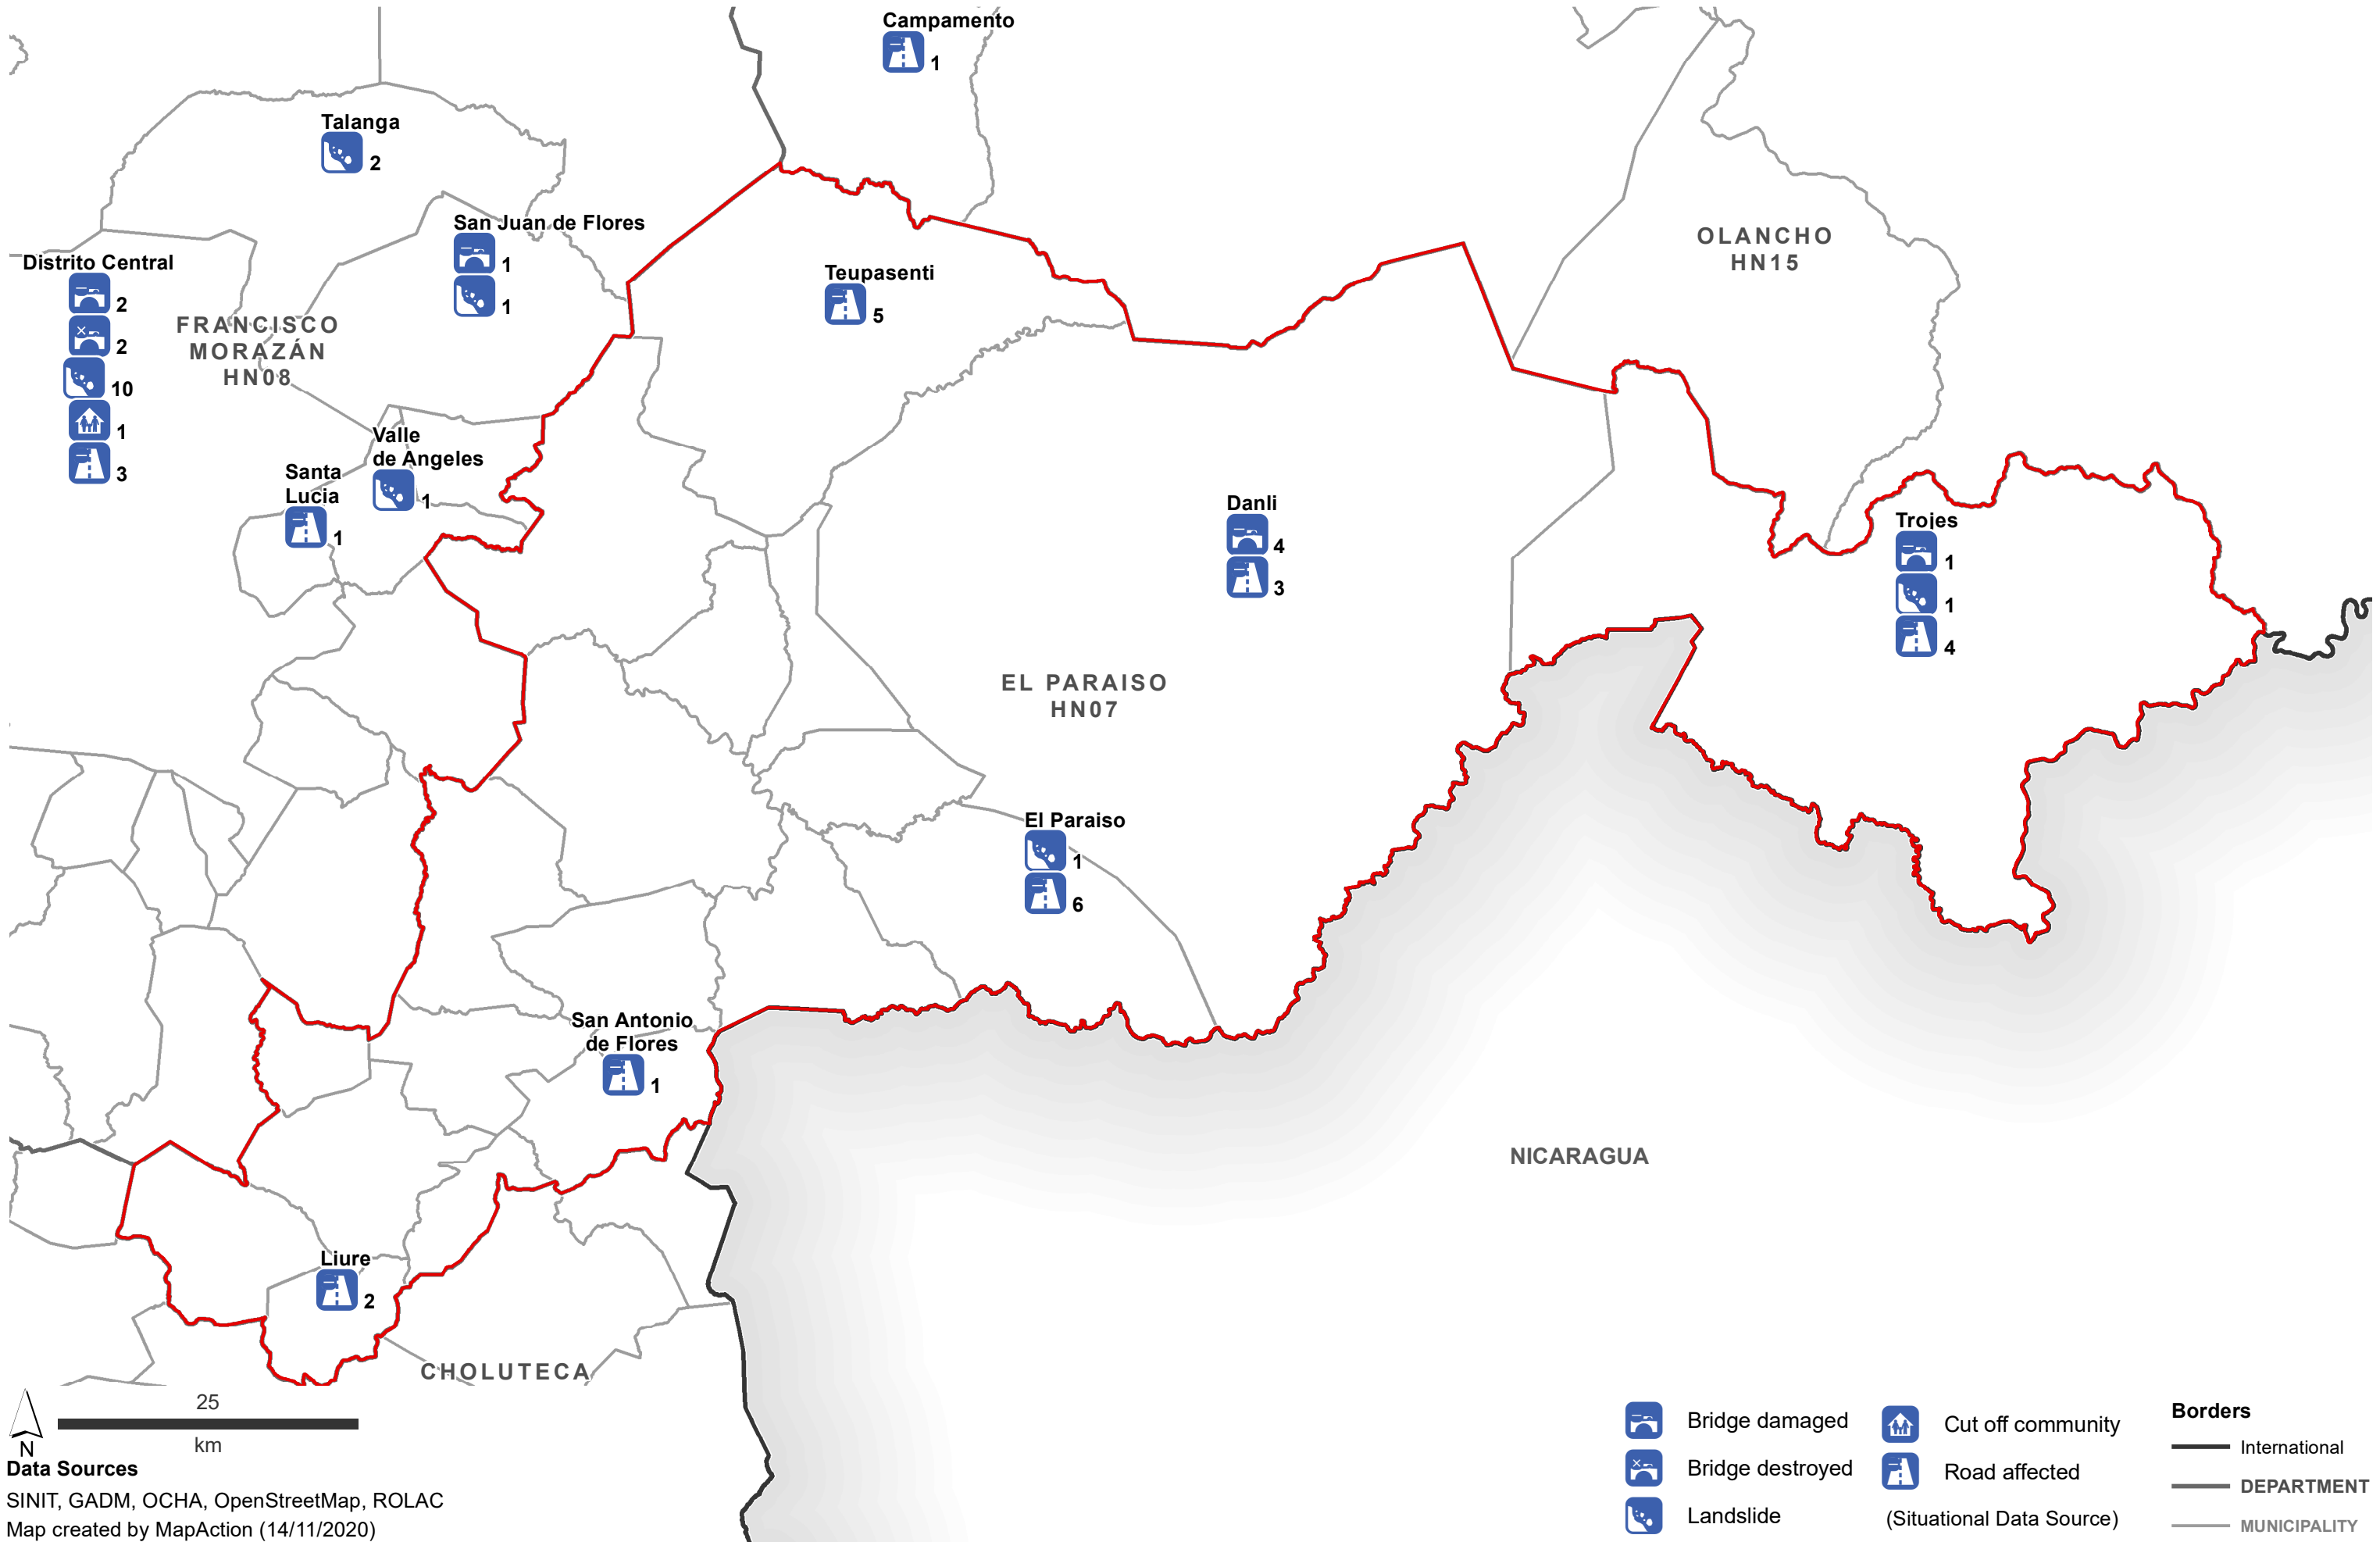 Campamento
1
Talanga
2
San Juan de Flores
1
1
OLANCHO
HN15
Distrito Central
2
2
10
1
3
Teupasenti
5
FRANCISCO
MORAZÁN
HN08
Valle
de Angeles
1
Santa
Lucia
1
Danli
4
3
Trojes
1
1
4
EL PARAISO
HN07
El Paraiso
1
6
San Antonio
de Flores
1
NICARAGUA
Liure
2
CHOLUTECA
25
km
N
Data Sources
SINIT, GADM, OCHA, OpenStreetMap, ROLAC
Map created by MapAction (14/11/2020)
Bridge damaged
Bridge destroyed
Landslide
Cut off community
Road affected
(Situational Data Source)
Borders
International
DEPARTMENT
MUNICIPALITY